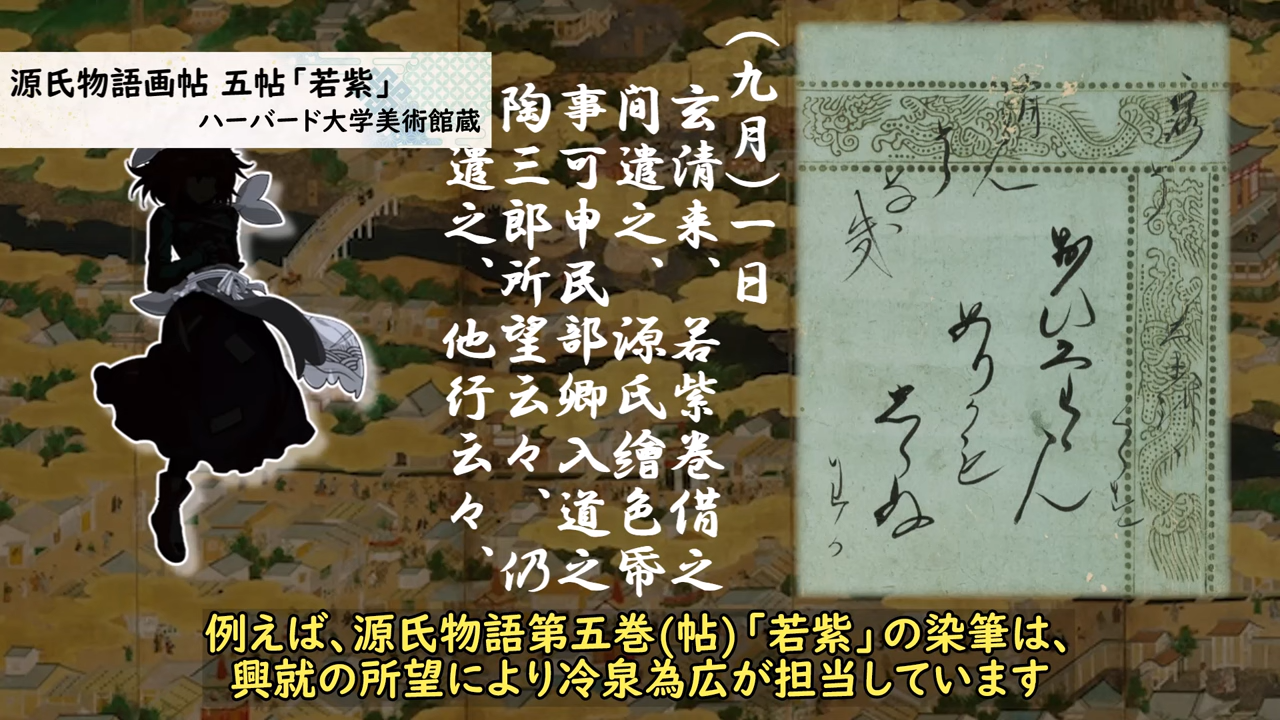 源氏物語画帖 五帖「若紫」
ハーバード大学美術館蔵
(九月)一日
玄清来、若紫巻借之
间遣之、源氏繪色帋
事可申民部卿入道之
陶三郎所望云々、仍
遣之、他行云々、
例えば、源氏物語第五巻(帖)「若紫」の染筆は、
興就の所望により冷泉為広が担当しています